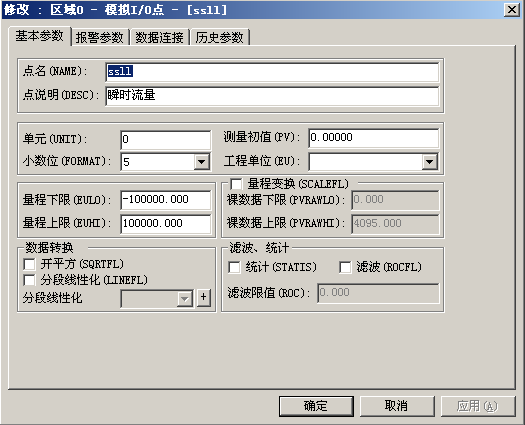 修改 : 区域0 - 模拟I/O点 - [ssll]
基本参数 报警参数 数据连接 历史参数
点名(NAME): ssll
点说明(DESC): 瞬时流量
单元(UNIT): 0 测量初值(PV): 0.00000
小数位(FORMAT): 5 工程单位(EU):
量程变换(SCALEFL)
量程下限(EULO): -100000.000 裸数据下限(PVRAWLO): 0.000
量程上限(EUHI): 100000.000 裸数据上限(PVRAWHI): 4095.000
数据转换 滤波、统计
开平方(SQRTFL) 统计(STATIS) 滤波(ROCFL)
分段线性化(LINEFL)
分段线性化 + 滤波限值(ROC): 0.000
确定 取消 应用(A)